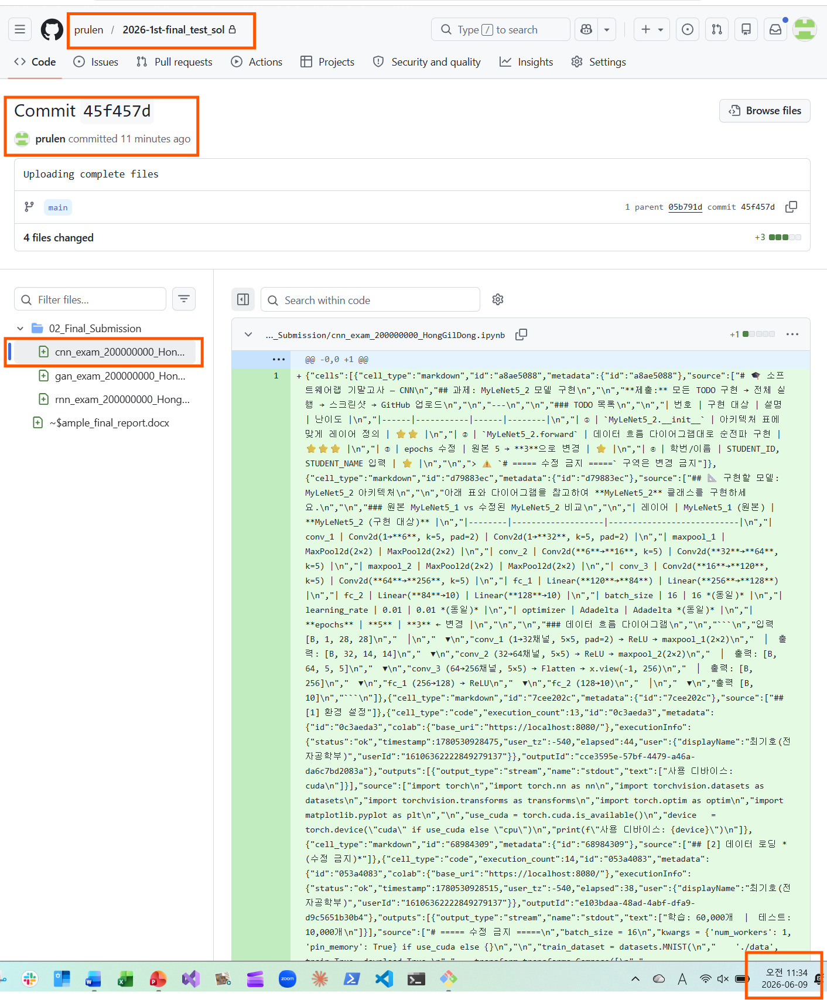 prulen / 2026-1st-final_test_sol
Type / to search
Code
Issues
Pull requests
Actions
Projects
Security and quality
Insights
Settings
Commit 45f457d
Browse files
prulen committed 11 minutes ago
Uploading complete files
main
1 parent 05b791d commit 45f457d
4 files changed
+3
Filter files...
Search within code
02_Final_Submission
cnn_exam_200000000_Hon...
gan_exam_200000000_Hon...
rnn_exam_200000000_Hong...
~$ample_final_report.docx
..._Submission/cnn_exam_200000000_HongGilDong.ipynb
+1
@@ -0,0 +1 @@
1 + {"cells":[{"cell_type":"markdown","id":"a8ae5088","metadata":{"id":"a8ae5088"},"source":["# 🎓 소프
트웨어랩 기말고사 — CNN\n","## 과제: MyLeNet5_2 모델 구현\n","\n","**제출:** 모든 TODO 구현 → 전체 실
행 → 스크린샷 → GitHub 업로드\n","\n","---\n","\n","### TODO 목록\n","\n","| 번호 | 구현 대상 | 설명
| 난이도 |\n","|------|-----------|------|--------|\n","| ① | `MyLeNet5_2.__init__` | 아키텍처 표에
맞게 레이어 정의 | ⭐⭐ |\n","| ② | `MyLeNet5_2.forward` | 데이터 흐름 다이어그램대로 순전파 구현 |
⭐⭐⭐ |\n","| ③ | epochs 수정 | 원본 5 → **3**으로 변경 | ⭐ |\n","| ④ | 학번/이름 | STUDENT_ID,
STUDENT_NAME 입력 | ⭐ |\n","\n","> ⚠️ `# ===== 수정 금지 =====` 구역은 변경 금지"]},
{"cell_type":"markdown","id":"d79883ec","metadata":{"id":"d79883ec"},"source":["## 📐 구현할 모델:
MyLeNet5_2 아키텍처\n","\n","아래 표와 다이어그램을 참고하여 **MyLeNet5_2** 클래스를 구현하세
요.\n","\n","### 원본 MyLeNet5_1 vs 수정된 MyLeNet5_2 비교\n","\n","| 레이어 | MyLeNet5_1 (원본) |
**MyLeNet5_2 (구현 대상)** |\n","|--------|-------------------|---------------------------|\n","|
conv_1 | Conv2d(1→**6**, k=5, pad=2) | Conv2d(1→**32**, k=5, pad=2) |\n","| maxpool_1 |
MaxPool2d(2×2) | MaxPool2d(2×2) |\n","| conv_2 | Conv2d(**6**→**16**, k=5) | Conv2d(**32**→**64**,
k=5) |\n","| maxpool_2 | MaxPool2d(2×2) | MaxPool2d(2×2) |\n","| conv_3 | Conv2d(**16**→**120**,
k=5) | Conv2d(**64**→**256**, k=5) |\n","| fc_1 | Linear(**120**→**84**) | Linear(**256**→**128**)
|\n","| fc_2 | Linear(**84**→10) | Linear(**128**→10) |\n","| batch_size | 16 | 16 *(동일)* |\n","|
learning_rate | 0.01 | 0.01 *(동일)* |\n","| optimizer | Adadelta | Adadelta *(동일)* |\n","|
**epochs** | **5** | **3** ← 변경 |\n","\n","\n","### 데이터 흐름 다이어그램\n","\n","```\n","입력
[B, 1, 28, 28]\n","  │\n","  ▼\n","conv_1 (1→32채널, 5×5, pad=2) → ReLU → maxpool_1(2×2)\n","  │  출
력: [B, 32, 14, 14]\n","  ▼\n","conv_2 (32→64채널, 5×5) → ReLU → maxpool_2(2×2)\n","  │  출력: [B,
64, 5, 5]\n","  ▼\n","conv_3 (64→256채널, 5×5) → Flatten → x.view(-1, 256)\n","  │  출력: [B,
256]\n","  ▼\n","fc_1 (256→128) → ReLU\n","  ▼\n","fc_2 (128→10)\n","  │\n","  ▼\n","출력 [B,
10]\n","```\n"]},{"cell_type":"markdown","id":"7cee202c","metadata":{"id":"7cee202c"},"source":["##
[1] 환경 설정"]},{"cell_type":"code","execution_count":13,"id":"0c3aeda3","metadata":
{"id":"0c3aeda3","colab":{"base_uri":"https://localhost:8080/"},"executionInfo":
{"status":"ok","timestamp":1780530928475,"user_tz":-540,"elapsed":44,"user":{"displayName":"최기호(전
자공학부)","userId":"16106362222849279137"}},"outputId":"cce3595e-57bf-4479-a46a-
da6c7bd2083a"},"outputs":[{"output_type":"stream","name":"stdout","text":["사용 디바이스:
cuda\n"]}],"source":["import torch\n","import torch.nn as nn\n","import torchvision.datasets as
datasets\n","import torchvision.transforms as transforms\n","import torch.optim as optim\n","import
matplotlib.pyplot as plt\n","\n","use_cuda = torch.cuda.is_available()\n","device   =
torch.device(\"cuda\" if use_cuda else \"cpu\")\n","print(f\"사용 디바이스: {device}\")\n"]},
{"cell_type":"markdown","id":"68984309","metadata":{"id":"68984309"},"source":["## [2] 데이터 로딩 *
(수정 금지)*"]},{"cell_type":"code","execution_count":14,"id":"053a4083","metadata":
{"id":"053a4083","colab":{"base_uri":"https://localhost:8080/"},"executionInfo":
{"status":"ok","timestamp":1780530928515,"user_tz":-540,"elapsed":38,"user":{"displayName":"최기호(전
자공학부)","userId":"16106362222849279137"}},"outputId":"e103bdaa-48ad-4abf-dfa9-
d9c5651b30b4"},"outputs":[{"output_type":"stream","name":"stdout","text":["학습: 60,000개  |  테스트:
10,000개\n"]}],"source":["# ===== 수정 금지 =====\n","batch_size = 16\n","kwargs = {'num_workers': 1,
'pin_memory': True} if use_cuda else {}\n","\n","train_dataset = datasets.MNIST(\n","    './data',
zoom
A
오전 11:34
2026-06-09